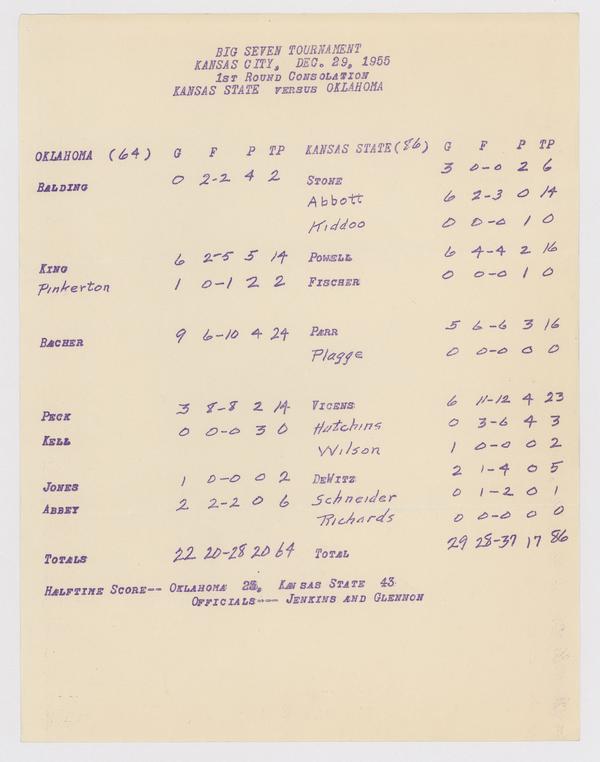 BIG SEVEN TOURNAMENT
KANSAS CITY, DEC. 29, 1955
1ST ROUND CONSOLATION
KANSAS STATE VERSUS OKLAHOMA
OKLAHOMA (64) G F P TP KANSAS STATE (86) G F P TP
BALDING 0 2-2 4 2 STONE 3 0-0 2 6
Abbott 6 2-3 0 14
Kiddoo 0 0-0 1 0
KING 6 2-5 5 14 POWELL 6 4-4 2 16
Pinkerton 1 0-1 2 2 FISCHER 0 0-0 1 0
BACHER 9 6-10 4 24 PARR 5 6-6 3 16
Plagge 0 0-0 0 0
PECK 3 8-8 2 14 VICENS 6 11-12 4 23
KELL 0 0-0 3 0 Hutchins 0 3-6 4 3
Wilson 1 0-0 0 2
JONES 1 0-0 0 2 DEWITZ 2 1-4 0 5
ABBEY 2 2-2 0 6 Schneider 0 1-2 0 1
Richards 0 0-0 0 0
TOTALS 22 20-28 20 64 TOTAL 29 28-37 17 86
HALFTIME SCORE-- OKLAHOMA KANSAS STATE 43
OFFICIALS--- JENKINS AND GLENNON